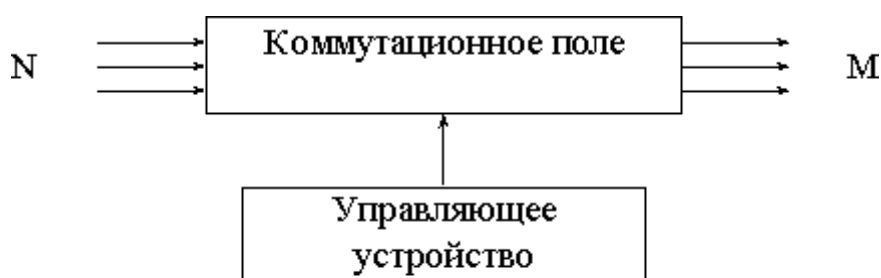 Коммутационное поле
N
M
Управляющее
устройство